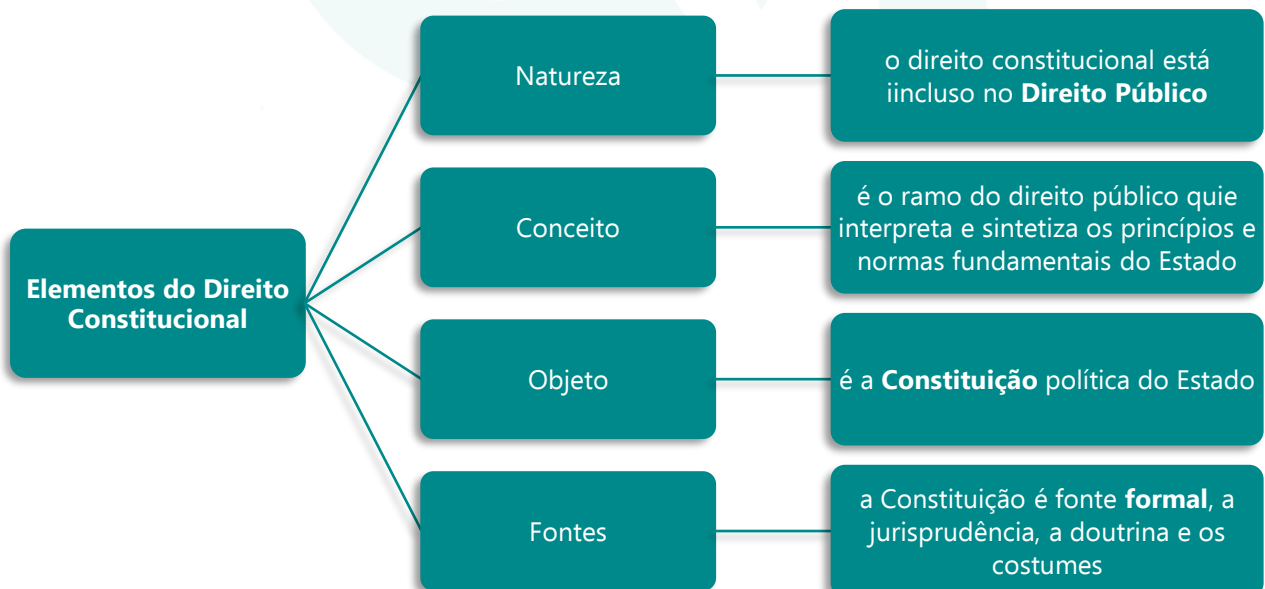 Elementos do Direito
Constitucional
Natureza
o direito constitucional está
iincluso no Direito Público
Conceito
é o ramo do direito público quie
interpreta e sintetiza os princípios e
normas fundamentais do Estado
Objeto
é a Constituição política do Estado
Fontes
a Constituição é fonte formal, a
jurisprudência, a doutrina e os
costumes